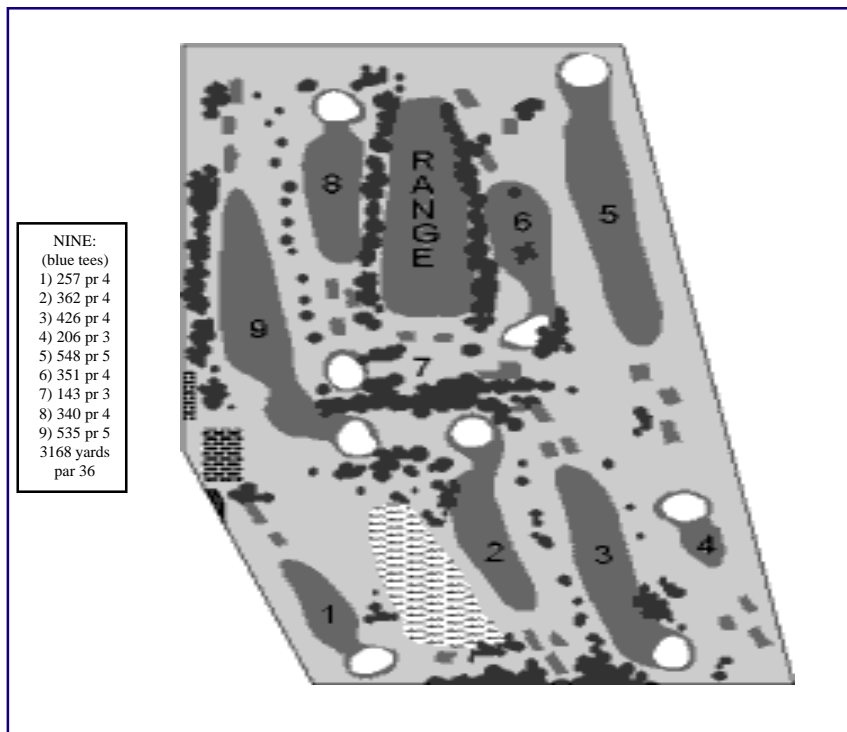 NINE:
(blue tees)
1) 257 pr 4
2) 362 pr 4
3) 426 pr 4
4) 206 pr 3
5) 548 pr 5
6) 351 pr 4
7) 143 pr 3
8) 340 pr 4
9) 535 pr 5
3168 yards
par 36
RANGE
8
6
5
9
7
2
3
4
1